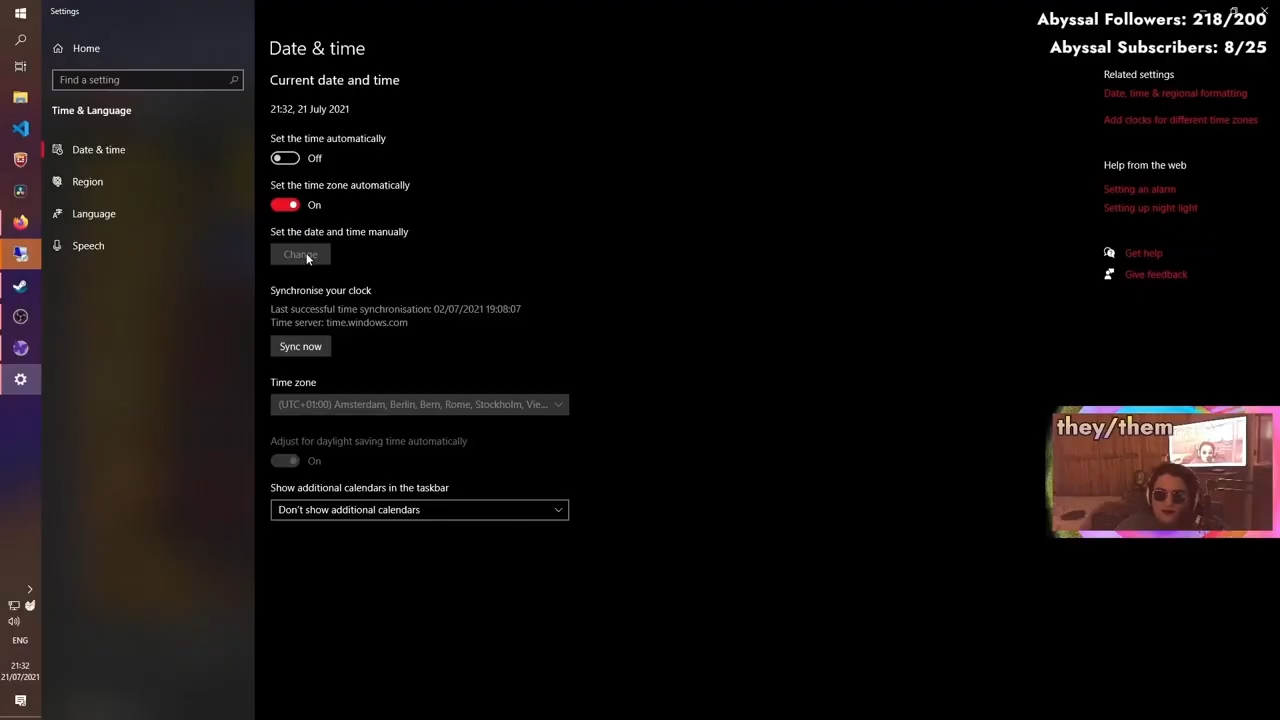 Settings
Abyssal Followers: 218/200
Abyssal Subscribers: 8/25
Home
Find a setting
Time & Language
Date & time
Region
Language
Speech
Date & time
Current date and time
21:32, 21 July 2021
Set the time automatically
Off
Set the time zone automatically
On
Set the date and time manually
Change
Synchronise your clock
Last successful time synchronisation: 02/07/2021 19:08:07
Time server: time.windows.com
Sync now
Time zone
(UTC+01:00) Amsterdam, Berlin, Bern, Rome, Stockholm, Vie...
Adjust for daylight saving time automatically
On
Show additional calendars in the taskbar
Don't show additional calendars
Related settings
Date, time & regional formatting
Add clocks for different time zones
Help from the web
Setting an alarm
Setting up night light
Get help
Give feedback
they/them
ENG
21:32
21/07/2021